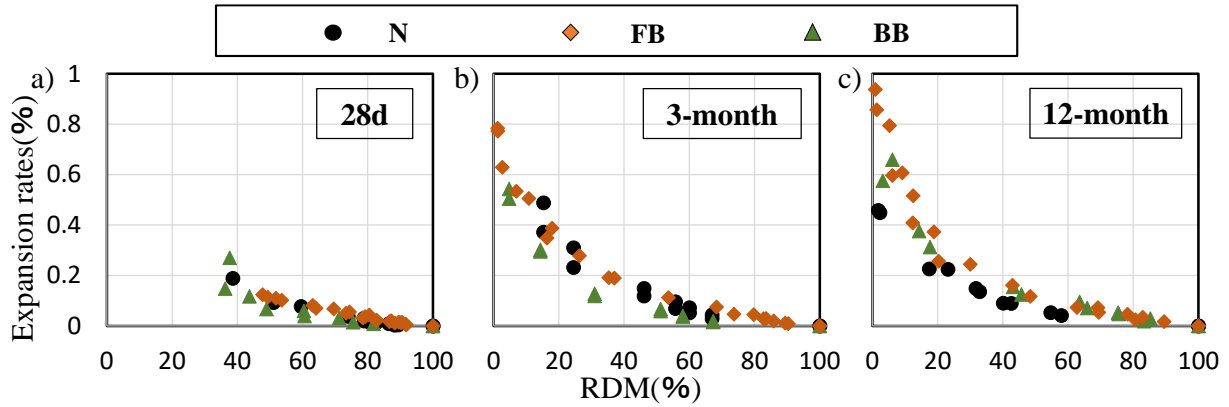 N FB BB
a) b) c)
28d 3-month 12-month
Expansion rates(%)
1
0.8
0.6
0.4
0.2
0
0 20 40 60 80 100 0 20 40 60 80 100 0 20 40 60 80 100
RDM(%)